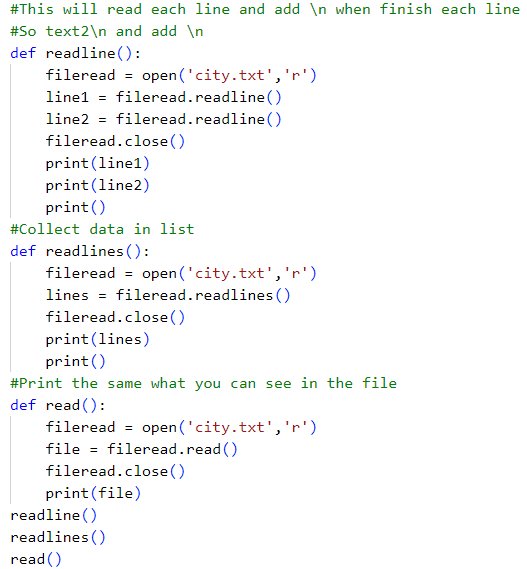 #This will read each line and add \n when finish each line
#So text2\n and add \n
def readline():
    fileread = open('city.txt','r')
    line1 = fileread.readline()
    line2 = fileread.readline()
    fileread.close()
    print(line1)
    print(line2)
    print()
#Collect data in list
def readlines():
    fileread = open('city.txt','r')
    lines = fileread.readlines()
    fileread.close()
    print(lines)
    print()
#Print the same what you can see in the file
def read():
    fileread = open('city.txt','r')
    file = fileread.read()
    fileread.close()
    print(file)
readline()
readlines()
read()